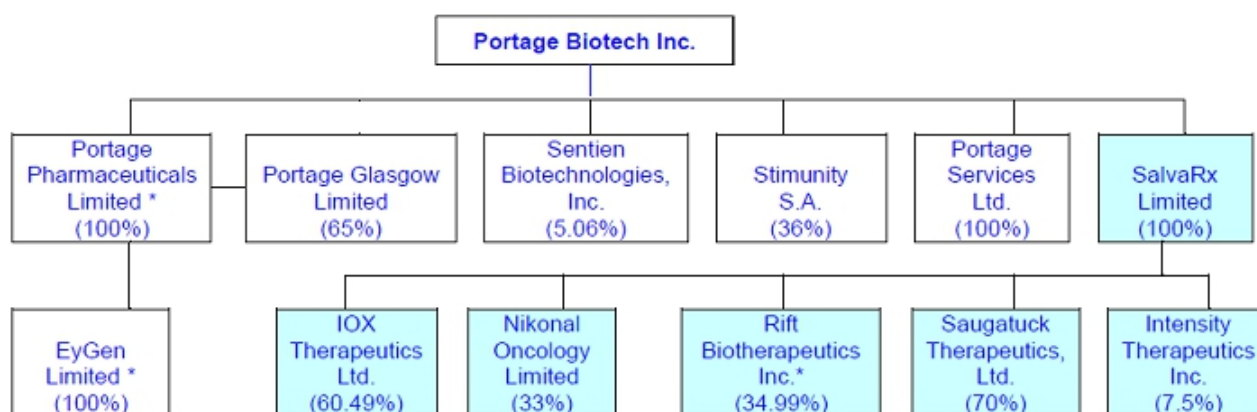 Portage Biotech Inc.
Portage
Pharmaceuticals
Limited *
(100%)
Portage Glasgow
Limited
(65%)
Sentien
Biotechnologies,
Inc.
(5.06%)
Stimunity
S.A.
(36%)
Portage
Services
Ltd.
(100%)
SalvaRx
Limited
(100%)
EyGen
Limited *
(100%)
IOX
Therapeutics
Ltd.
(60.49%)
Nikonal
Oncology
Limited
(33%)
Rift
Biotherapeutics
Inc.*
(34.99%)
Saugatuck
Therapeutics,
Ltd.
(70%)
Intensity
Therapeutics
Inc.
(7.5%)